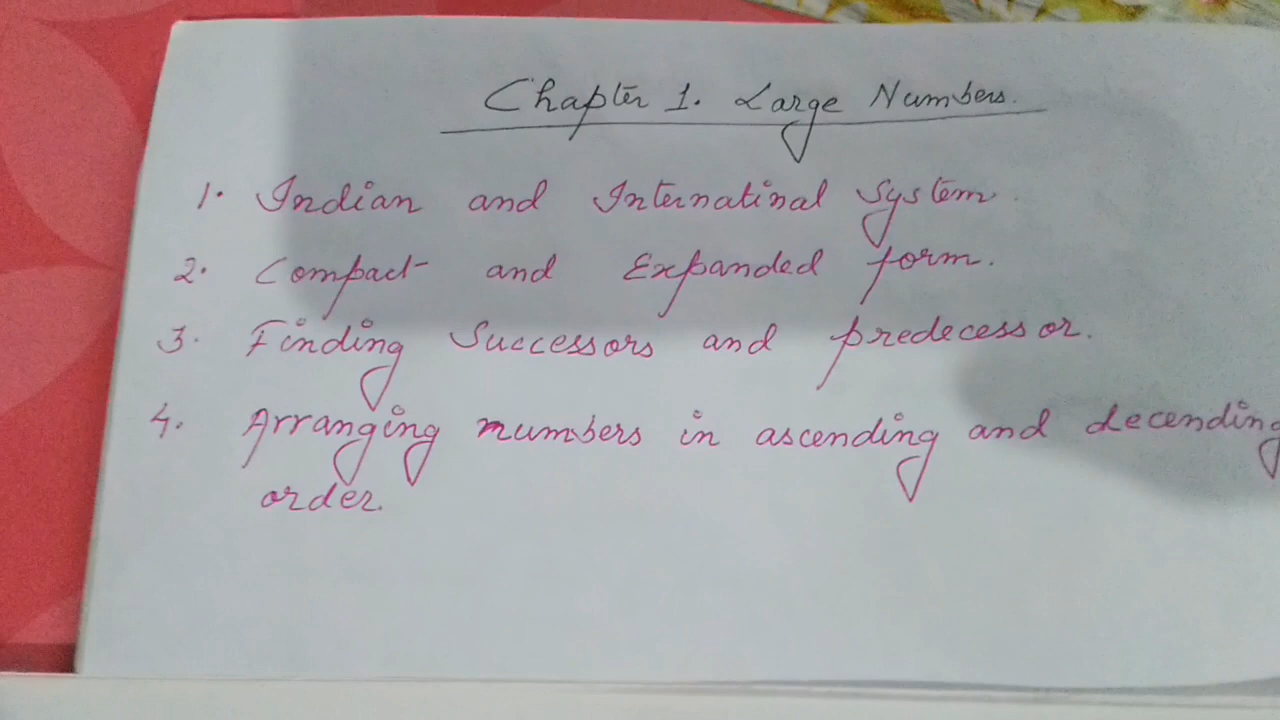 Chapter 1. Large Numbers.
1. Indian and Internatinal System.
2. Compact and Expanded form.
3. Finding Successors and predecessor.
4. Arranging numbers in ascending and decending
order.